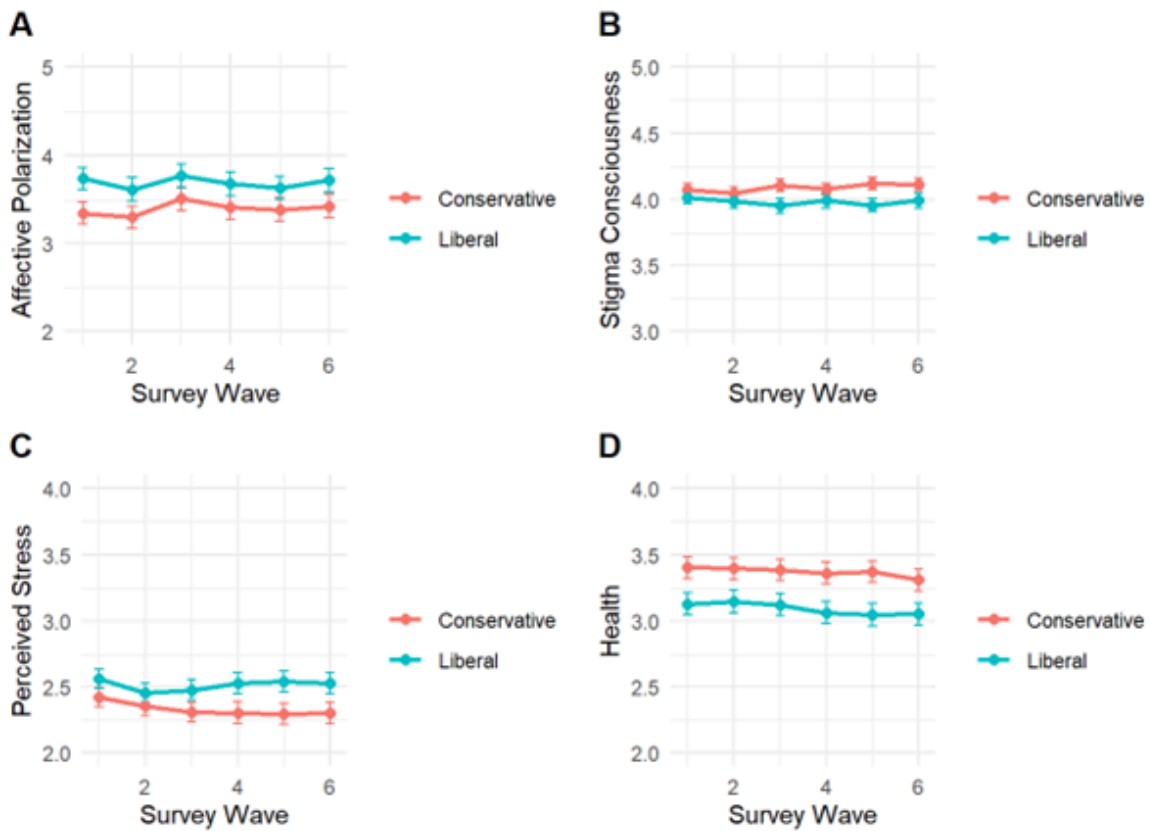 A
Affective Polarization
5
4
3
2
2 4 6
Survey Wave
Conservative
Liberal
B
Stigma Consciousness
5.0
4.5
4.0
3.5
3.0
2 4 6
Survey Wave
Conservative
Liberal
C
Perceived Stress
4.0
3.5
3.0
2.5
2.0
2 4 6
Survey Wave
Conservative
Liberal
D
Health
4.0
3.5
3.0
2.5
2.0
2 4 6
Survey Wave
Conservative
Liberal